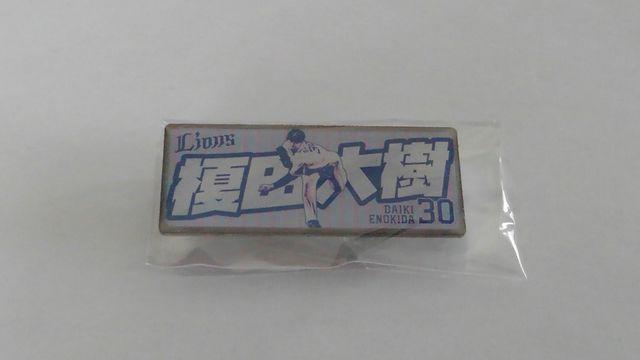 Lions
榎田大樹
DAIKI
ENOKIDA 30